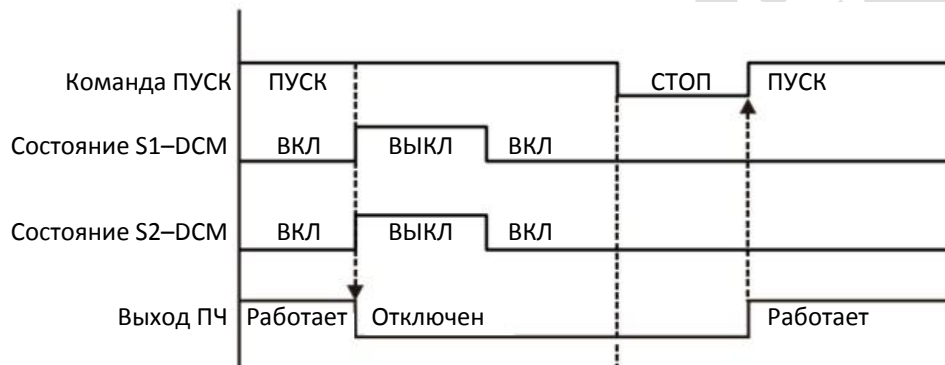 Команда ПУСК ПУСК СТОП ПУСК
Состояние S1–DCM ВКЛ ВЫКЛ ВКЛ
Состояние S2–DCM ВКЛ ВЫКЛ ВКЛ
Выход ПЧ Работает Отключен Работает